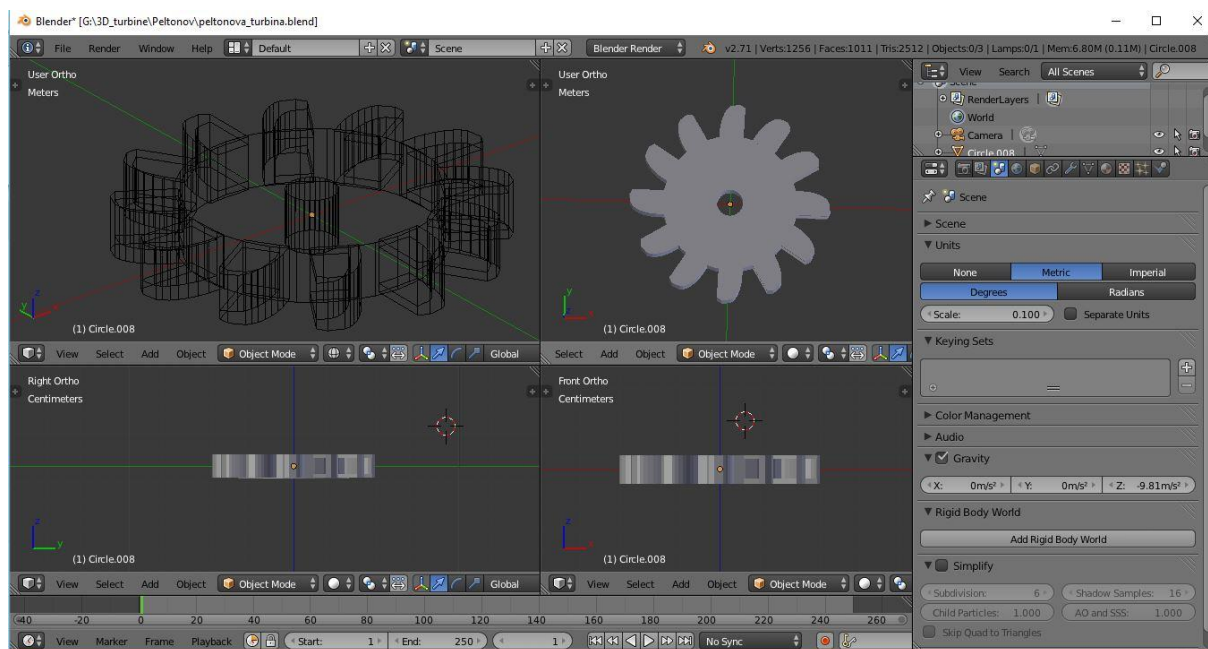 Blender* [G:\3D_turbine\Peltonov\peltonova_turbina.blend]
File Render Window Help Default Scene Blender Render v2.71 | Verts:1256 | Faces:1011 | Tris:2512 | Objects:0/3 | Lamps:0/1 | Mem:6.80M (0.11M) | Circle.008
User Ortho
Meters
y z x
(1) Circle.008
View Select Add Object Object Mode Global
User Ortho
Meters
y x
(1) Circle.008
Select Add Object Object Mode
Right Ortho
Centimeters
z y
(1) Circle.008
View Select Add Object Object Mode Global
Front Ortho
Centimeters
z x
(1) Circle.008
View Select Add Object Object Mode
-40 -20 0 20 40 60 80 100 120 140 160 180 200 220 240 260
View Marker Frame Playback Start: 1 End: 250 1 No Sync
View Search All Scenes
Scene
RenderLayers |
World
Camera |
Circle.008 |
Scene
Scene
Units
None Metric Imperial
Degrees Radians
Scale: 0.100 Separate Units
Keying Sets
Color Management
Audio
Gravity
X: 0m/s² Y: 0m/s² Z: -9.81m/s²
Rigid Body World
Add Rigid Body World
Simplify
Subdivision: 6 Shadow Samples: 16
Child Particles: 1.000 AO and SSS: 1.000
Skip Quad to Triangles